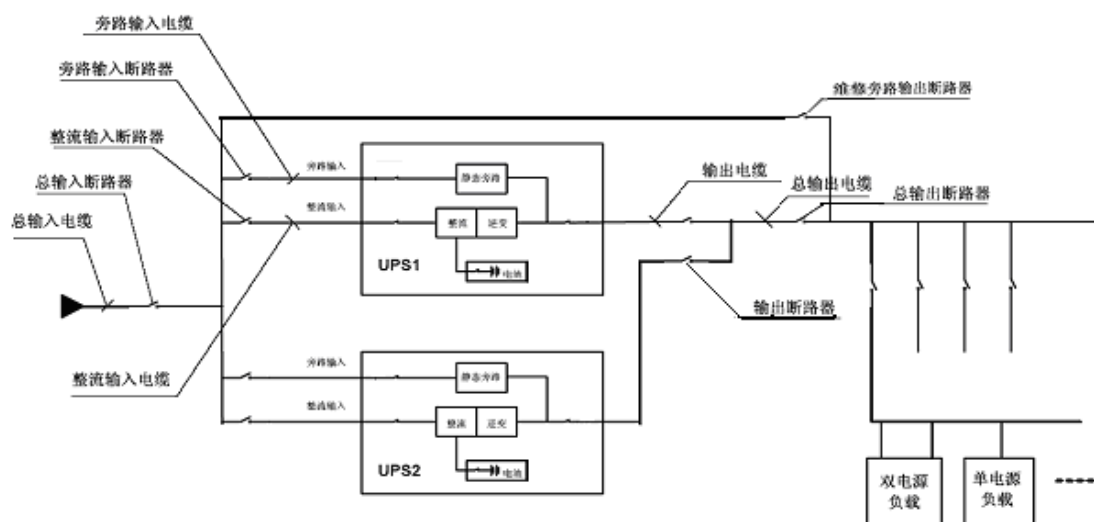 旁路输入电缆
旁路输入断路器
维修旁路输出断路器
整流输入断路器
旁路输入
静态旁路
输出电缆
总输出电缆
总输出断路器
总输入断路器
整流输入
整流
逆变
总输入电缆
UPS1
电池
输出断路器
整流输入电缆
旁路输入
静态旁路
整流输入
整流
逆变
UPS2
电池
双电源
负载
单电源
负载